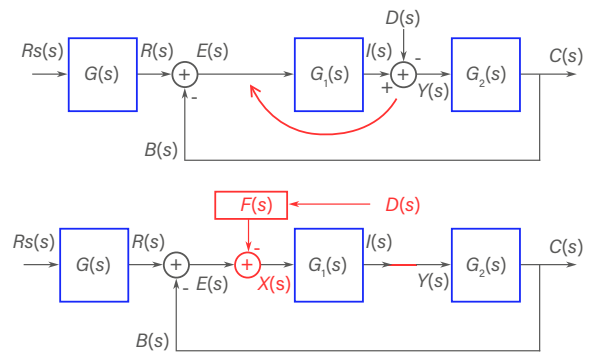 D(s)
Rs(s) R(s) E(s) I(s) - C(s)
G(s) + G₁(s) + G₂(s)
- + Y(s)
B(s)
F(s) D(s)
Rs(s) R(s) - I(s) C(s)
G(s) + + G₁(s) G₂(s)
- E(s) X(s) Y(s)
B(s)